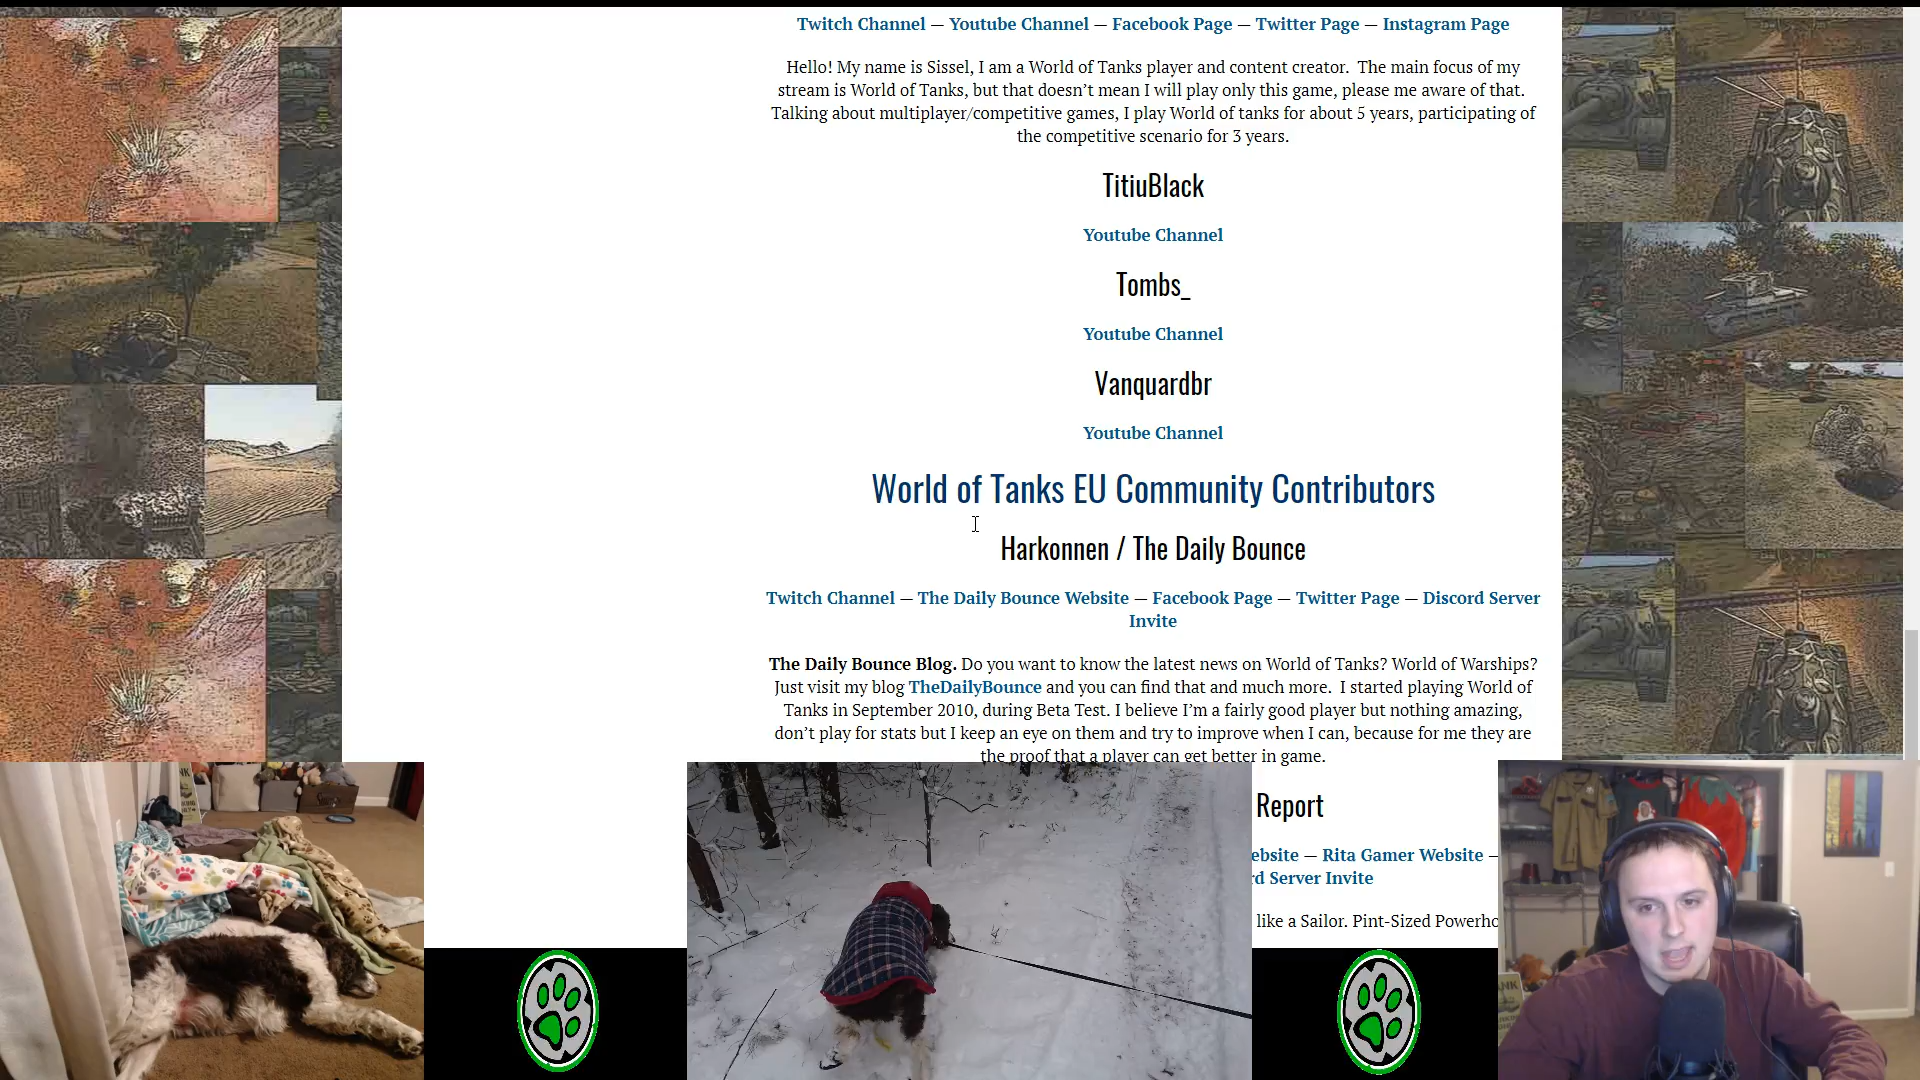 Twitch Channel — Youtube Channel — Facebook Page — Twitter Page — Instagram Page
Hello! My name is Sissel, I am a World of Tanks player and content creator.  The main focus of my
stream is World of Tanks, but that doesn’t mean I will play only this game, please me aware of that.
Talking about multiplayer/competitive games, I play World of tanks for about 5 years, participating of
the competitive scenario for 3 years.
TitiuBlack
Youtube Channel
Tombs_
Youtube Channel
Vanquardbr
Youtube Channel
World of Tanks EU Community Contributors
Harkonnen / The Daily Bounce
Twitch Channel — The Daily Bounce Website — Facebook Page — Twitter Page — Discord Server
Invite
The Daily Bounce Blog. Do you want to know the latest news on World of Tanks? World of Warships?
Just visit my blog TheDailyBounce and you can find that and much more.  I started playing World of
Tanks in September 2010, during Beta Test. I believe I’m a fairly good player but nothing amazing,
don’t play for stats but I keep an eye on them and try to improve when I can, because for me they are
the proof that a player can get better in game.
Report
ebsite — Rita Gamer Website —
rd Server Invite
like a Sailor. Pint-Sized Powerho